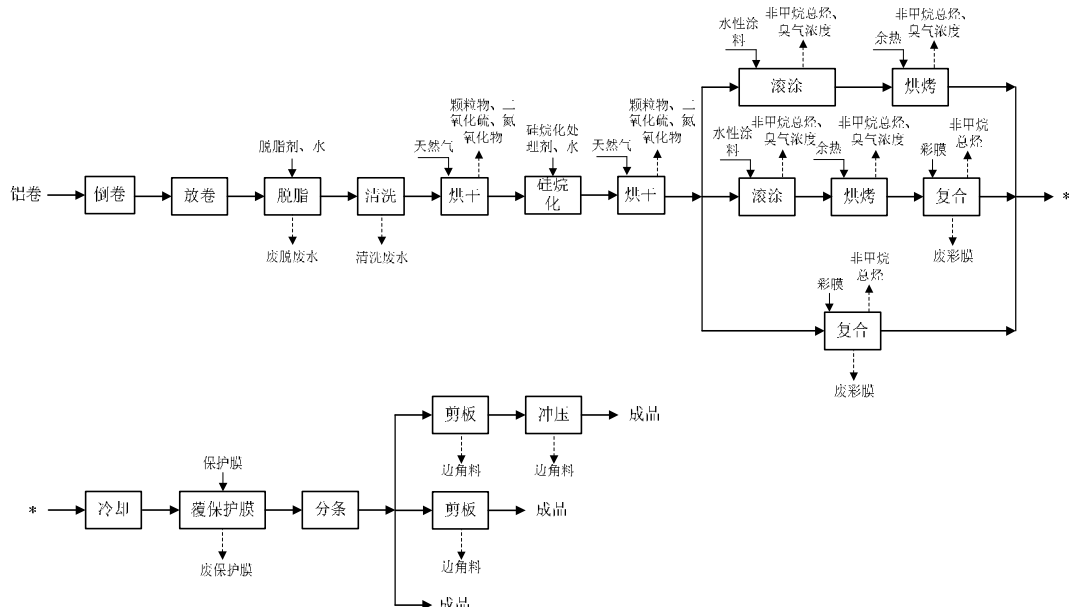 水性涂
料
非甲烷总烃、
臭气浓度
余热
非甲烷总烃、
臭气浓度
滚涂
烘烤
脱脂剂、水
天然气
颗粒物、二
氧化硫、氮
氧化物
硅烷化处
理剂、水
天然气
颗粒物、二
氧化硫、氮
氧化物
水性涂
料
非甲烷总烃、
臭气浓度
余热
非甲烷总烃、
臭气浓度
彩膜
非甲烷
总烃
铝卷
倒卷
放卷
脱脂
清洗
烘干
硅烷
化
烘干
滚涂
烘烤
复合
*
废脱废水
清洗废水
废彩膜
彩膜
非甲烷
总烃
复合
废彩膜
剪板
冲压
成品
边角料
边角料
保护膜
*
冷却
覆保护膜
分条
剪板
成品
废保护膜
边角料
成品